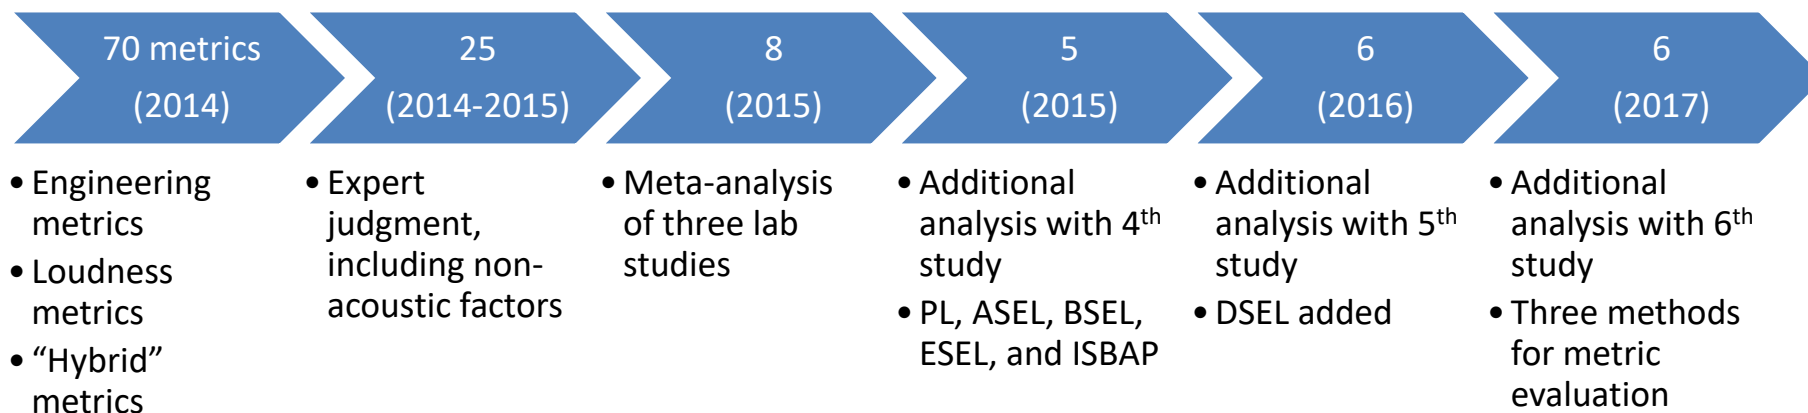 70 metrics
(2014)
25
(2014-2015)
8
(2015)
5
(2015)
6
(2016)
6
(2017)
• Engineering
metrics
• Loudness
metrics
• “Hybrid”
metrics
• Expert
judgment,
including non-
acoustic factors
• Meta-analysis
of three lab
studies
• Additional
analysis with 4th
study
• PL, ASEL, BSEL,
ESEL, and ISBAP
• Additional
analysis with 5th
study
• DSEL added
• Additional
analysis with 6th
study
• Three methods
for metric
evaluation